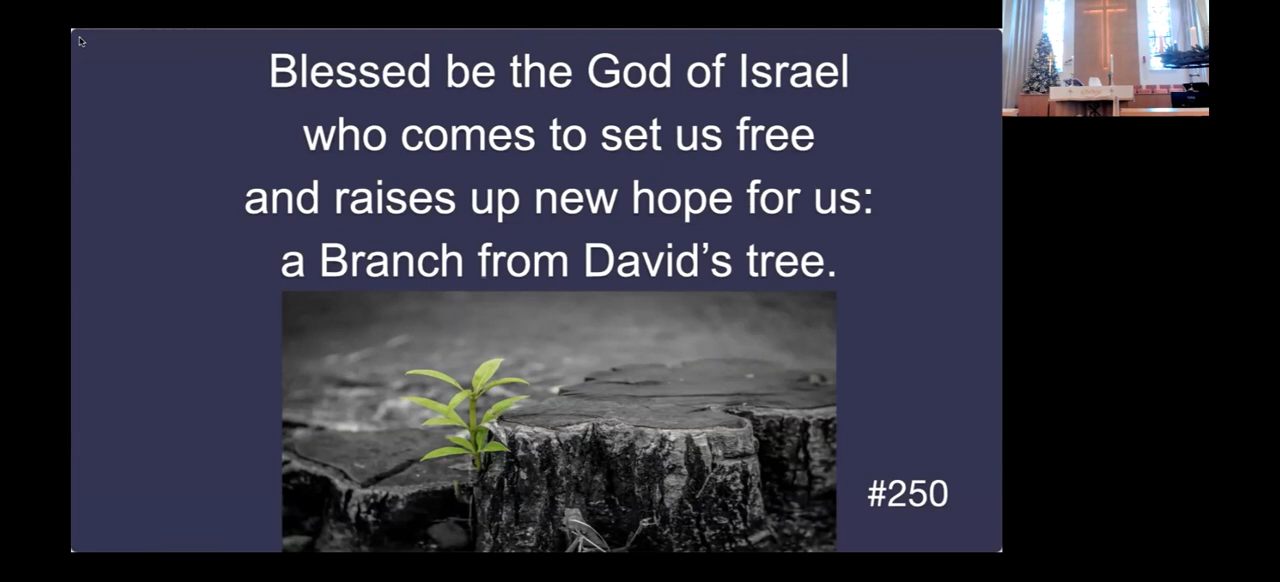 Blessed be the God of Israel
who comes to set us free
and raises up new hope for us:
a Branch from David’s tree.
#250